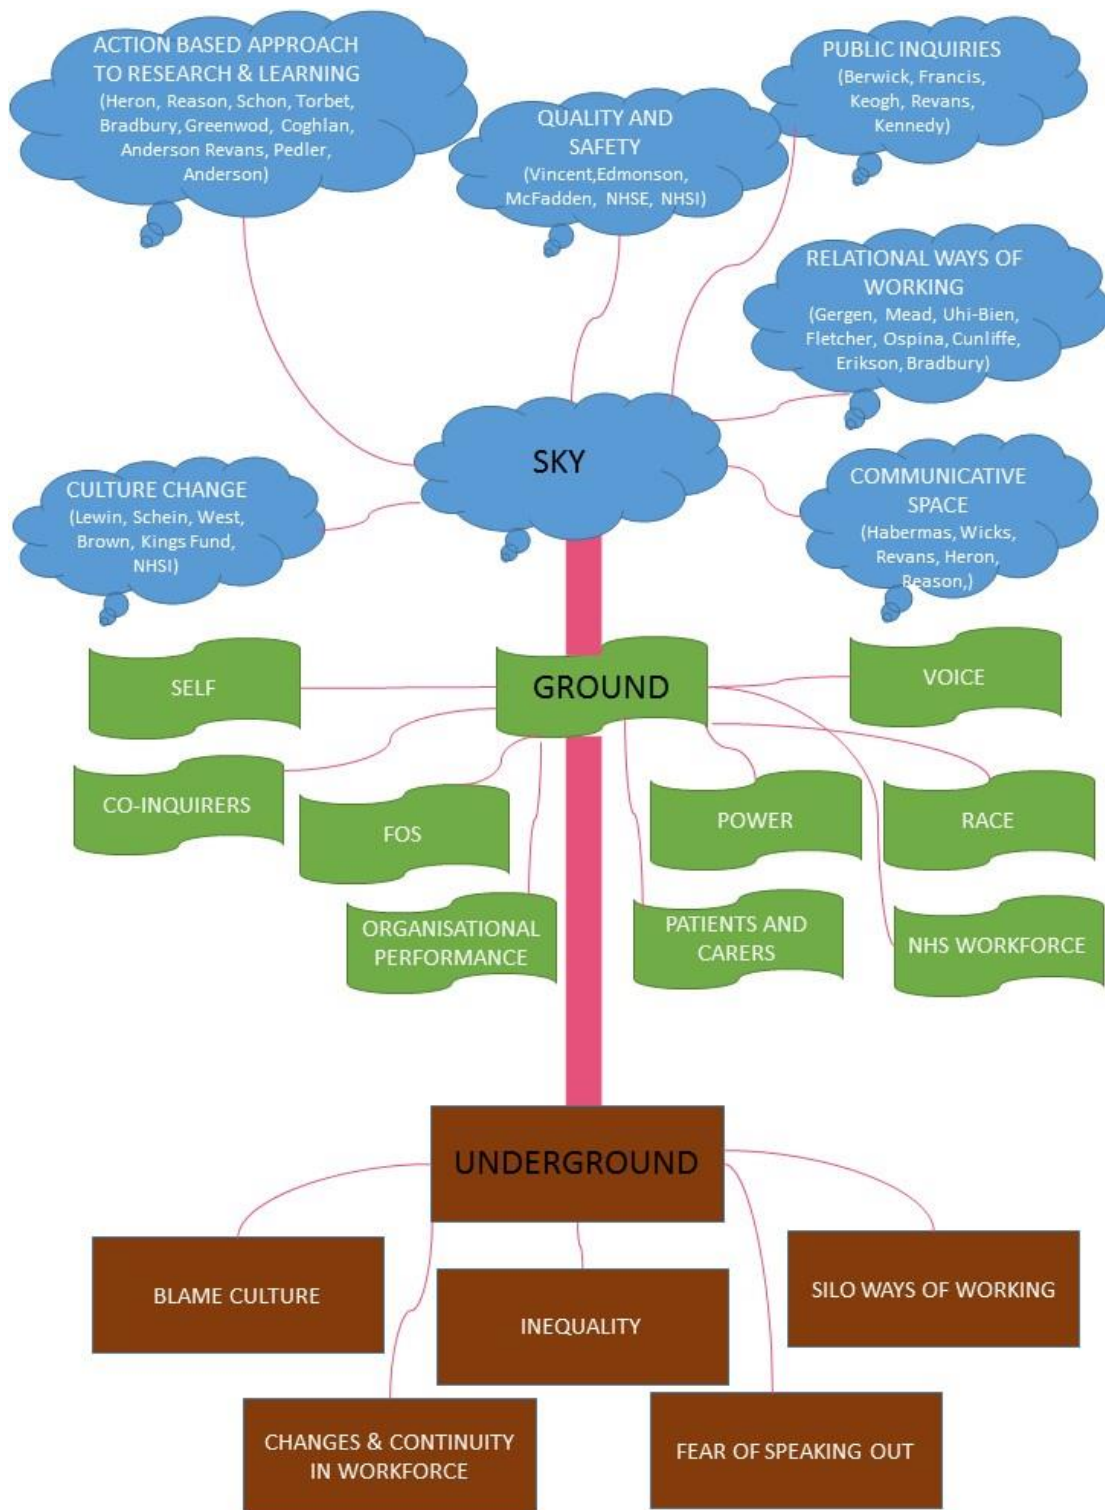 ACTION BASED APPROACH
TO RESEARCH & LEARNING
(Heron, Reason, Schon, Torbet,
Bradbury, Greenwod, Coghlan,
Anderson Revans, Pedler,
Anderson)
PUBLIC INQUIRIES
(Berwick, Francis,
Keogh, Revans,
Kennedy)
QUALITY AND
SAFETY
(Vincent,Edmonson,
McFadden, NHSE, NHSI)
RELATIONAL WAYS OF
WORKING
(Gergen, Mead, Uhi-Bien,
Fletcher, Ospina, Cunliffe,
Erikson, Bradbury)
SKY
CULTURE CHANGE
(Lewin, Schein, West,
Brown, Kings Fund,
NHSI)
COMMUNICATIVE
SPACE
(Habermas, Wicks,
Revans, Heron,
Reason,)
SELF
GROUND
VOICE
CO-INQUIRERS
FOS
POWER
RACE
ORGANISATIONAL
PERFORMANCE
PATIENTS AND
CARERS
NHS WORKFORCE
UNDERGROUND
BLAME CULTURE
INEQUALITY
SILO WAYS OF WORKING
CHANGES & CONTINUITY
IN WORKFORCE
FEAR OF SPEAKING OUT